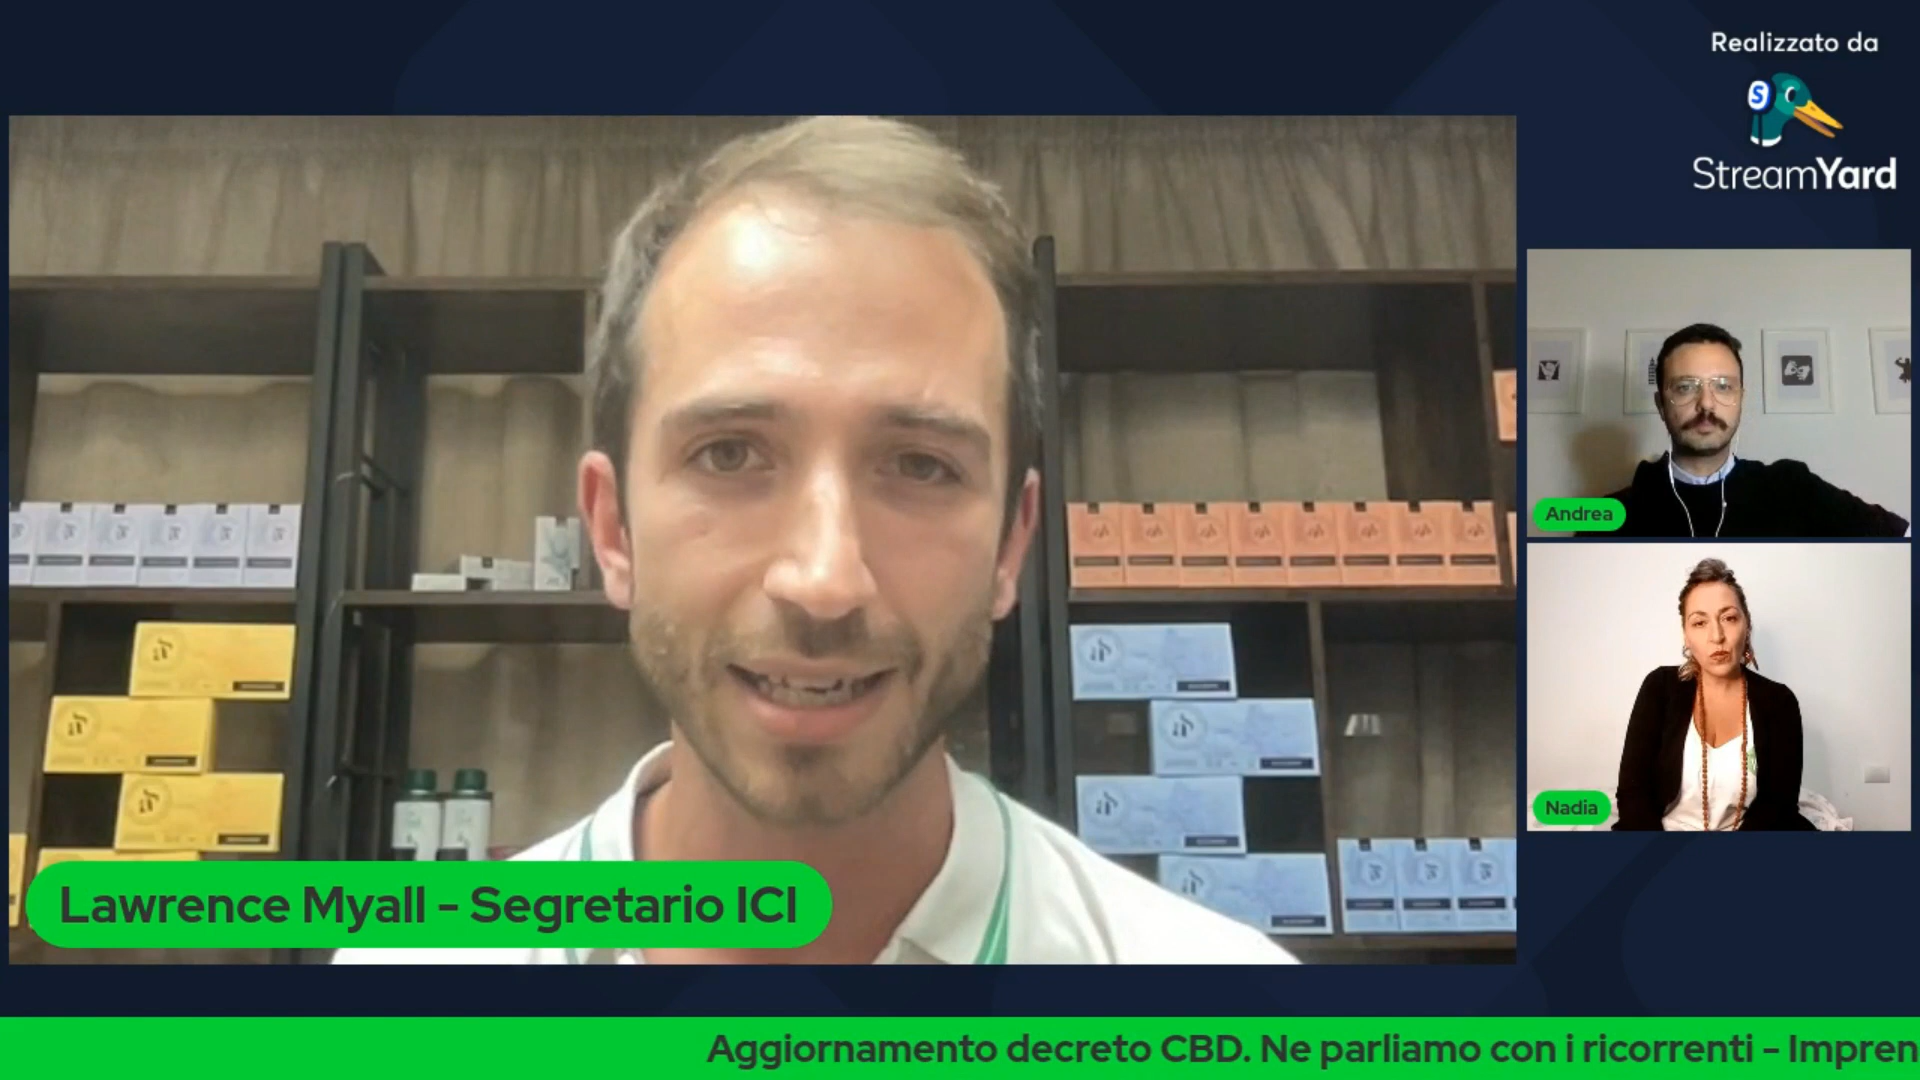 Realizzato da
S
StreamYard
Andrea
Nadia
Lawrence Myall - Segretario ICI
Aggiornamento decreto CBD. Ne parliamo con i ricorrenti - Impren